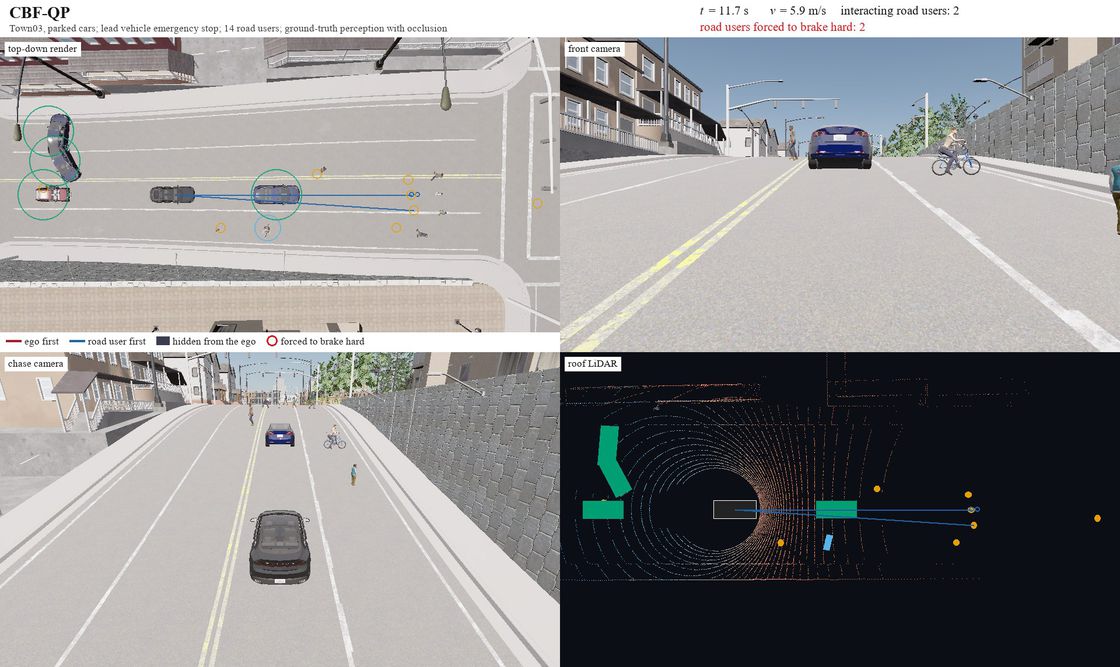 CBF-QP
Town03, parked cars; lead vehicle emergency stop; 14 road users; ground-truth perception with occlusion
t = 11.7 s v = 5.9 m/s interacting road users: 2
road users forced to brake hard: 2
top-down render
front camera
ego first road user first hidden from the ego forced to brake hard
chase camera
roof LiDAR